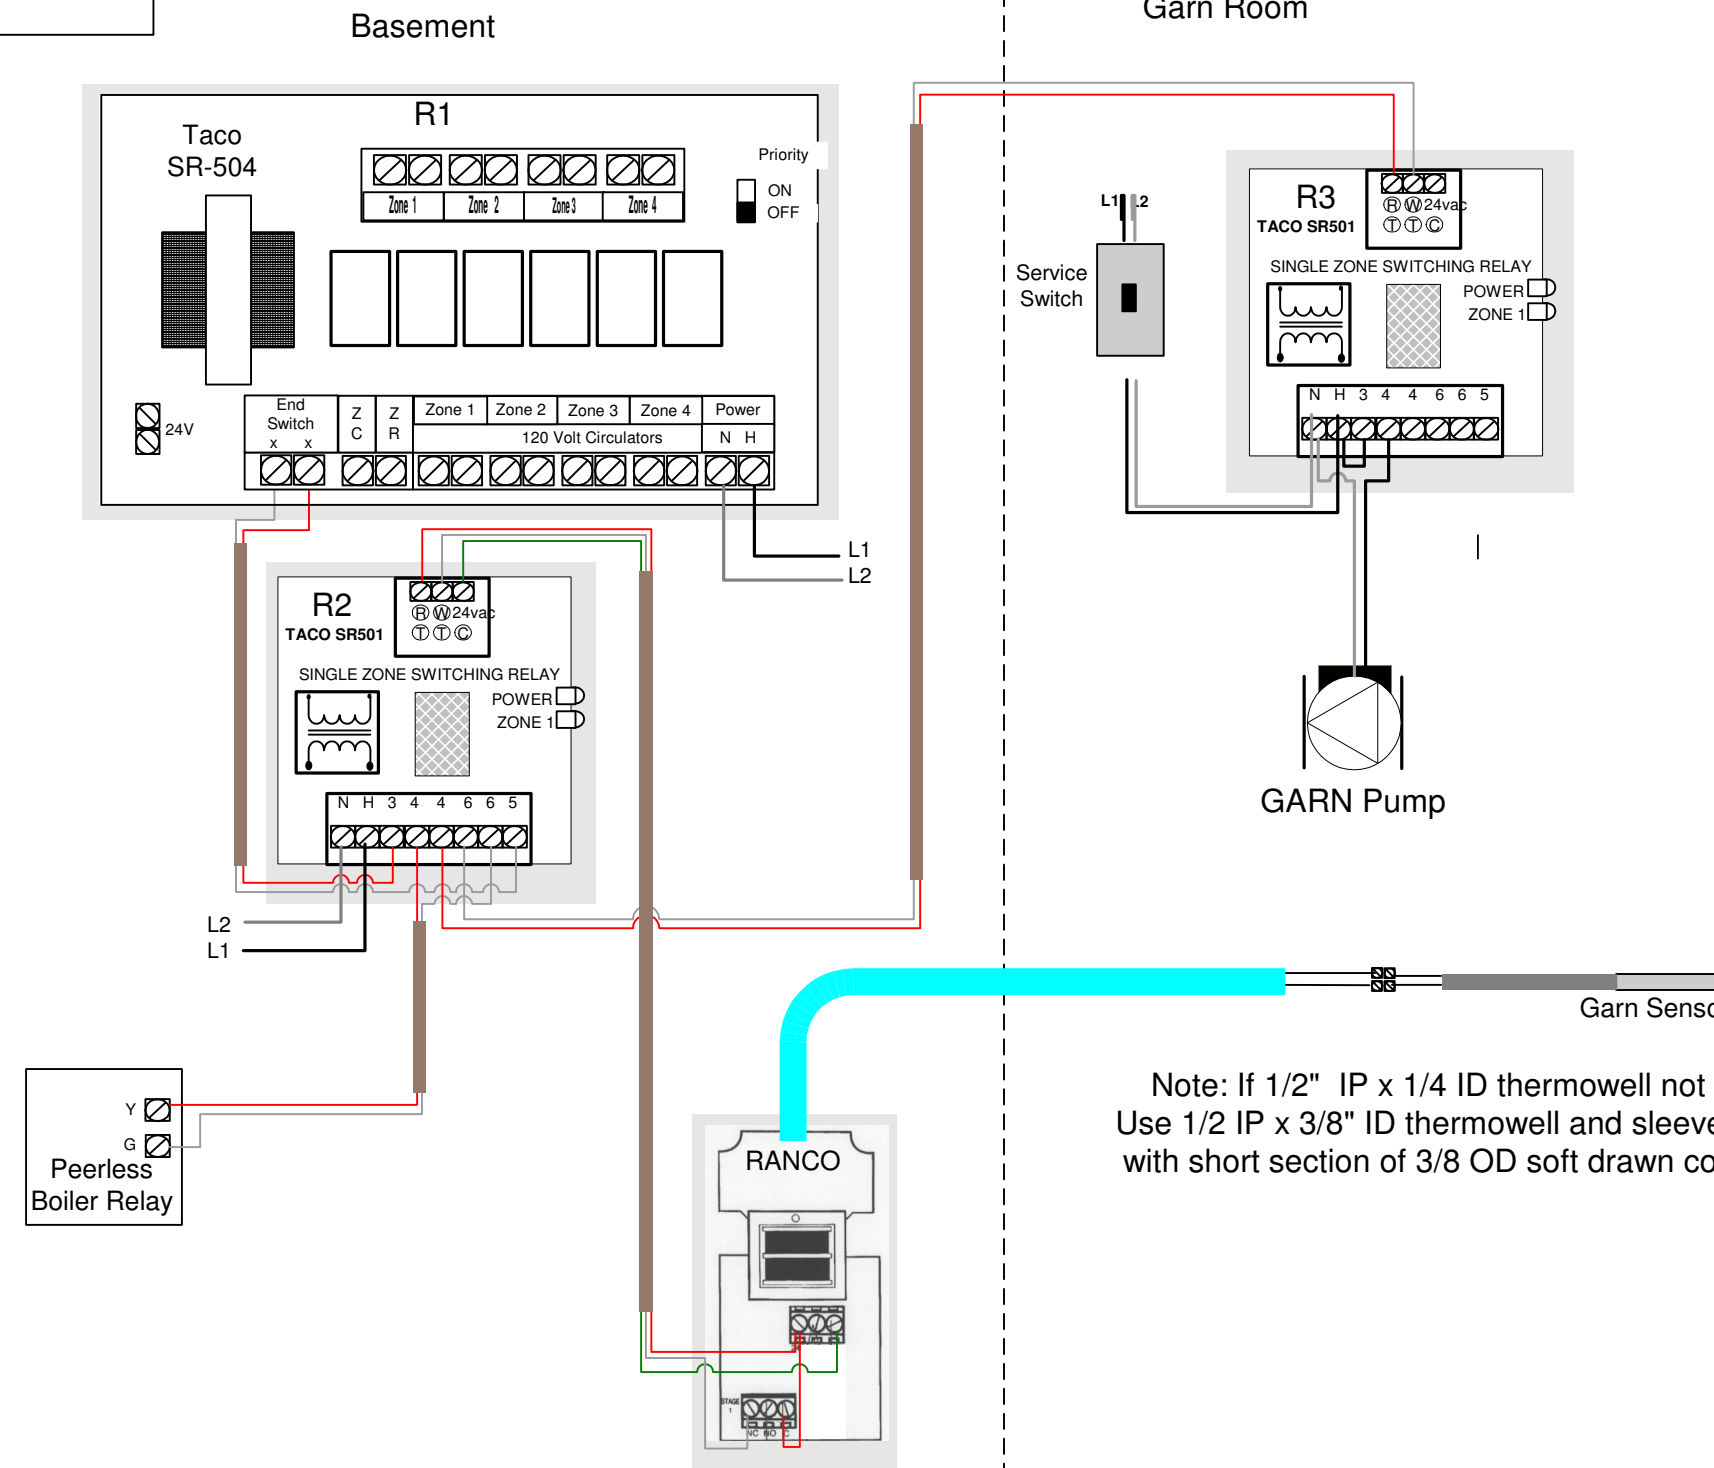 Basement
Garn Room
R1
Taco
SR-504
Zone 1 Zone 2 Zone 3 Zone 4
Priority
ON
OFF
24V
End
Switch
x x
Z
C
Z
R
Zone 1 Zone 2 Zone 3 Zone 4 Power
120 Volt Circulators N H
L1
L2
R2
TACO SR501
R W 24vac
T T C
SINGLE ZONE SWITCHING RELAY
POWER
ZONE 1
N H 3 4 4 6 6 5
L2
L1
Y
G
Peerless
Boiler Relay
RANCO
STAGE
1
NC NO C
L1 L2
Service
Switch
R3
TACO SR501
R W 24vac
T T C
SINGLE ZONE SWITCHING RELAY
POWER
ZONE 1
N H 3 4 4 6 6 5
GARN Pump
Garn Senso
Note: If 1/2" IP x 1/4 ID thermowell not
Use 1/2 IP x 3/8" ID thermowell and sleeve
with short section of 3/8 OD soft drawn co